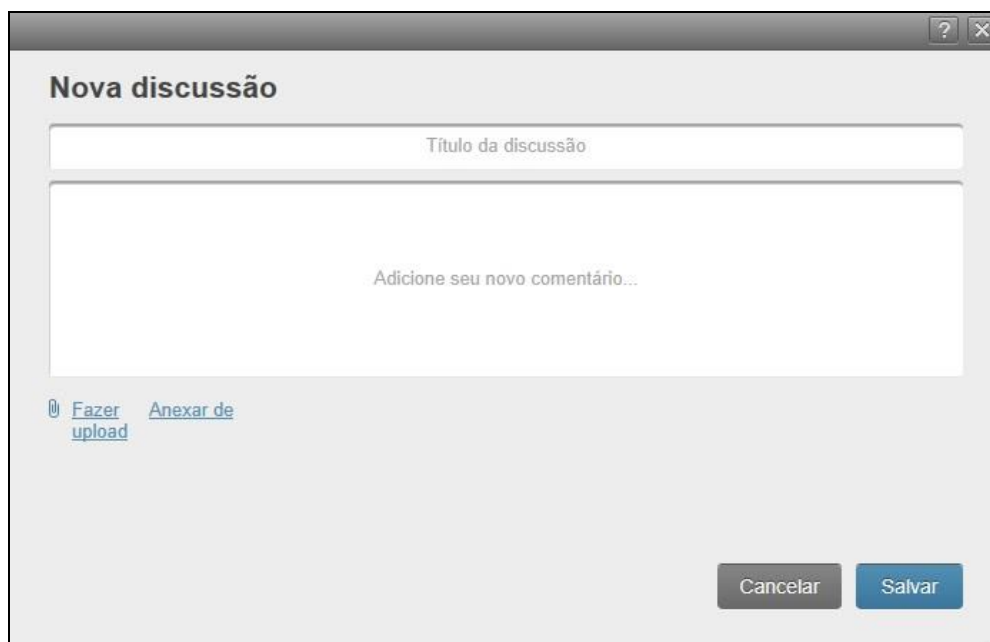 ?
Nova discussão
Título da discussão
Adicione seu novo comentário...
Fazer upload
Anexar de
Cancelar
Salvar